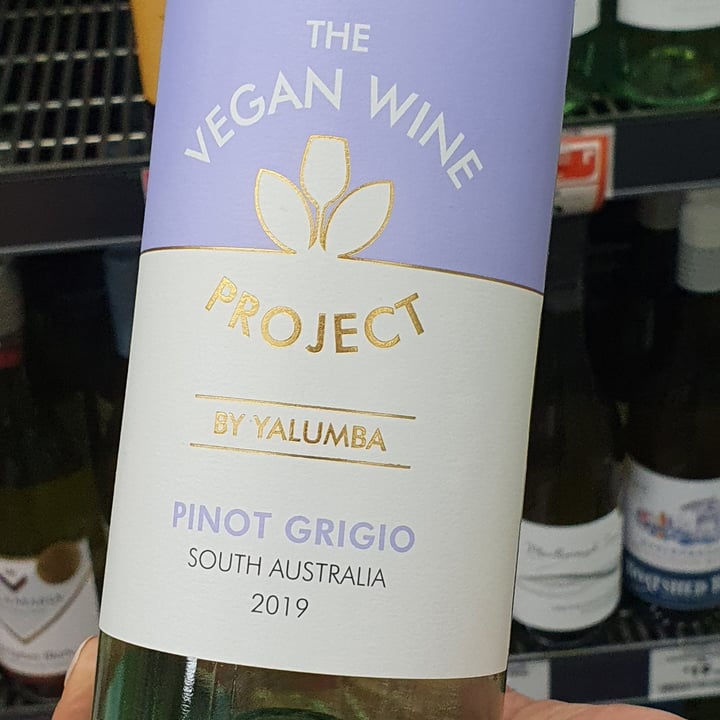 THE
VEGAN WINE
PROJECT
BY YALUMBA
PINOT GRIGIO
SOUTH AUSTRALIA
2019